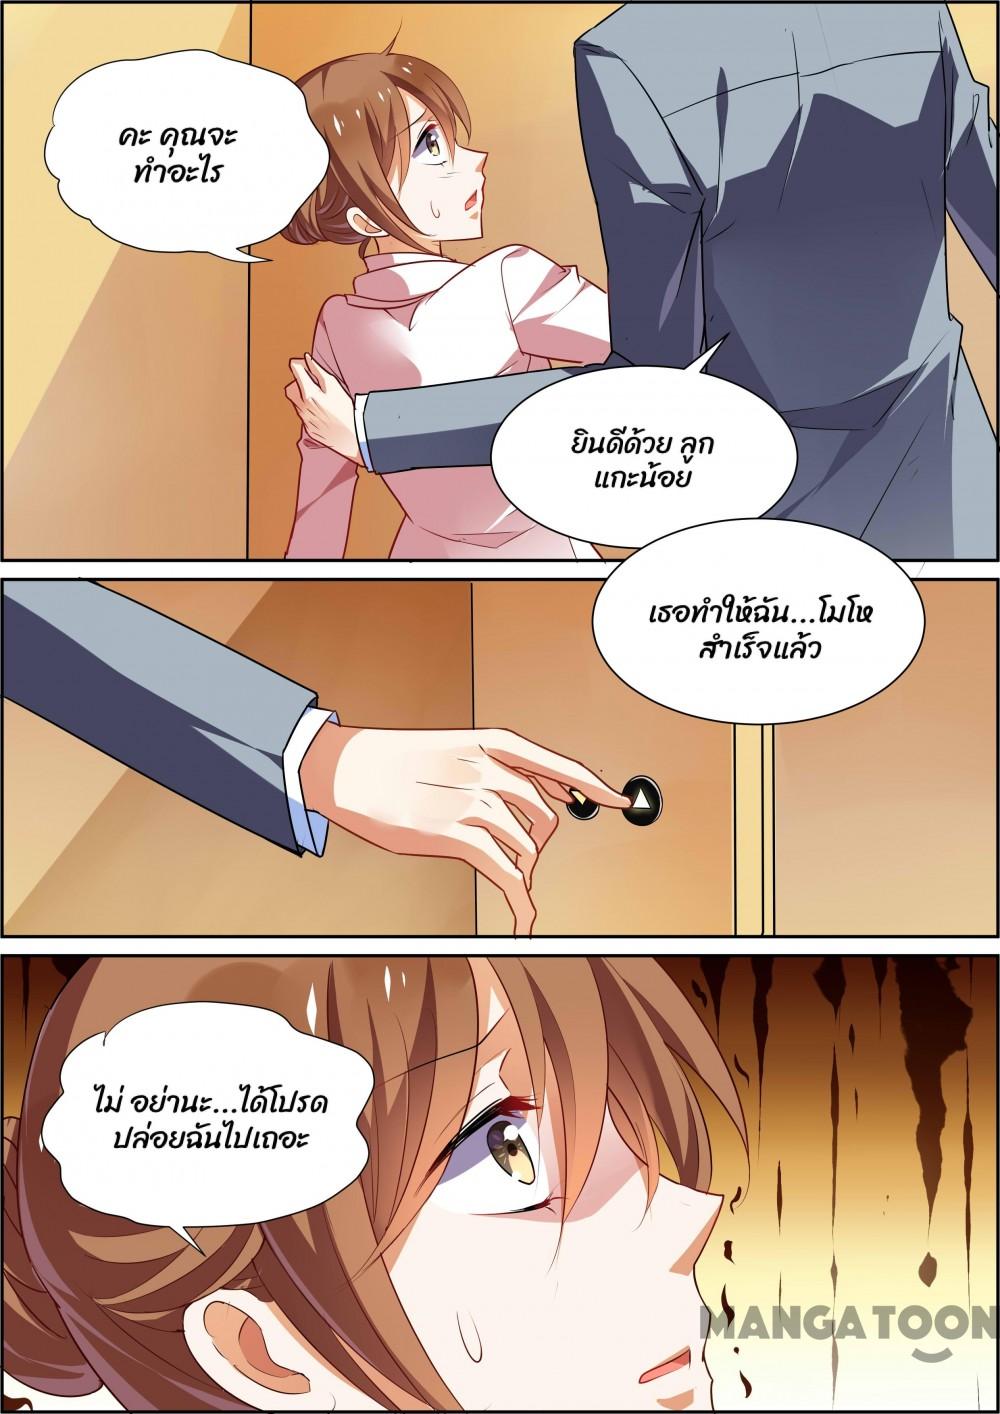 คะ คุณจะ
ทำอะไร
ยินดีด้วย ลูก
แกะน้อย
เธอทำให้ฉัน...โมโห
สำเร็จแล้ว
ไม่ อย่านะ...ได้โปรด
ปล่อยฉันไปเถอะ
MANGATOON